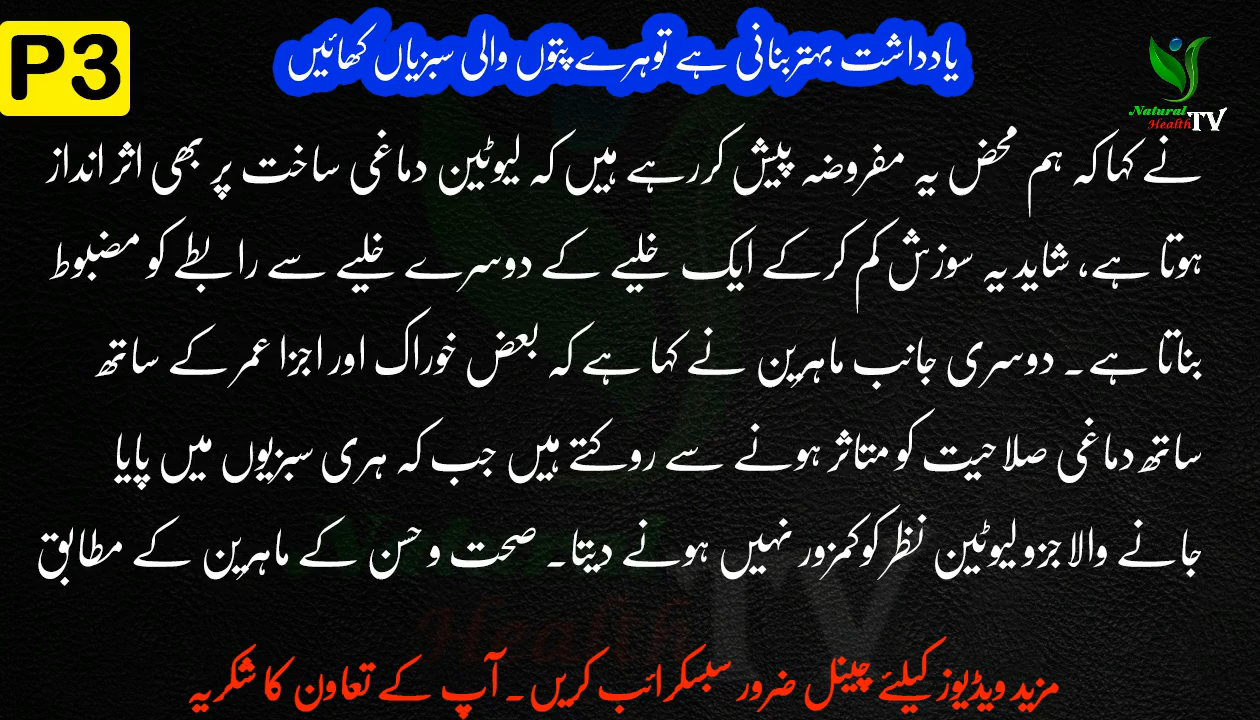 P3
یادداشت بہتر بنانی ہے تو ہرے پتوں والی سبزیاں کھائیں
Natural
Health TV
نے کہا کہ ہم محض یہ مفروضہ پیش کررہے ہیں کہ لیوٹین دماغی ساخت پر بھی اثر انداز
ہوتا ہے، شاید یہ سوزش کم کرکے ایک خلیے کے دوسرے خلیے سے رابطے کو مضبوط
بناتا ہے۔ دوسری جانب ماہرین نے کہا ہے کہ بعض خوراک اور اجزا عمر کے ساتھ
ساتھ دماغی صلاحیت کو متاثر ہونے سے روکتے ہیں جب کہ ہری سبزیوں میں پایا
جانے والا جزو لیوٹین نظر کو کمزور نہیں ہونے دیتا۔ صحت و حسن کے ماہرین کے مطابق
Natural
Health TV
مزید ویڈیوز کیلئے چینل ضرور سبسکرائب کریں۔ آپ کے تعاون کا شکریہ